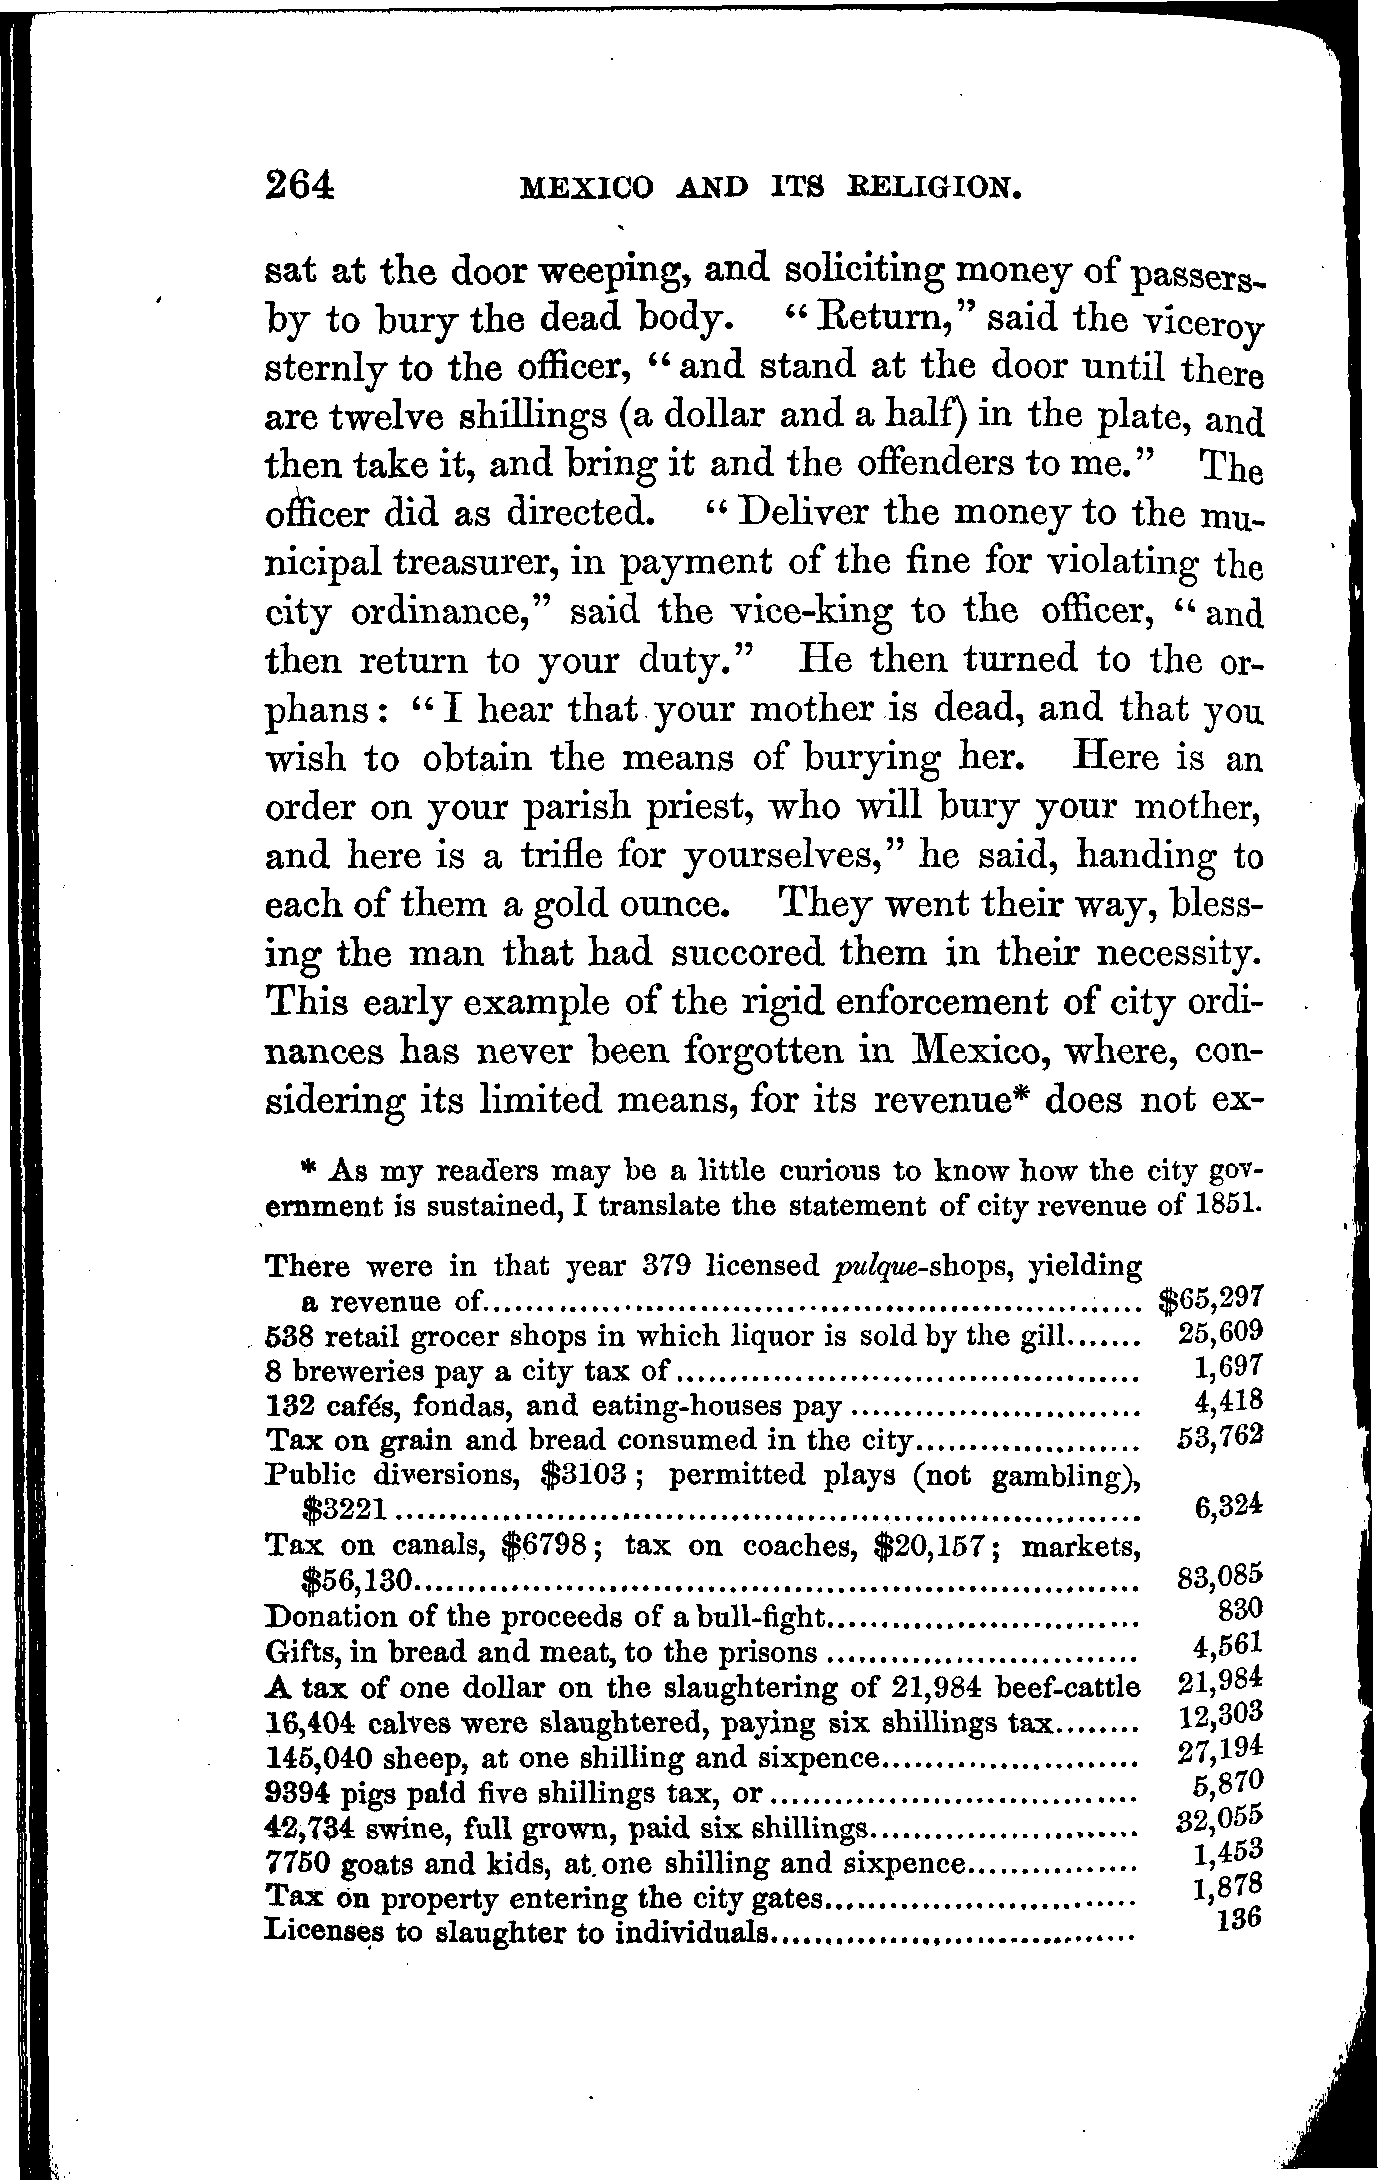 264 MEXICO AND ITS RELIGION.
sat at the door weeping, and soliciting money of passers-
by to bury the dead body. “Return,” said the viceroy
sternly to the officer, “and stand at the door until there
are twelve shillings (a dollar and a half) in the plate, and
then take it, and bring it and the offenders to me.” The
officer did as directed. “Deliver the money to the mu-
nicipal treasurer, in payment of the fine for violating the
city ordinance,” said the vice-king to the officer, “and
then return to your duty.” He then turned to the or-
phans: “I hear that your mother is dead, and that you
wish to obtain the means of burying her. Here is an
order on your parish priest, who will bury your mother,
and here is a trifle for yourselves,” he said, handing to
each of them a gold ounce. They went their way, bless-
ing the man that had succored them in their necessity.
This early example of the rigid enforcement of city ordi-
nances has never been forgotten in Mexico, where, con-
sidering its limited means, for its revenue* does not ex-
* As my readers may be a little curious to know how the city gov-
ernment is sustained, I translate the statement of city revenue of 1851.
There were in that year 379 licensed pulque-shops, yielding
a revenue of........ $65,297
538 retail grocer shops in which liquor is sold by the gill....... 25,609
8 breweries pay a city tax of........ 1,697
132 cafés, fondas, and eating-houses pay........ 4,418
Tax on grain and bread consumed in the city........ 53,762
Public diversions, $3103; permitted plays (not gambling),
$3221........ 6,324
Tax on canals, $6798; tax on coaches, $20,157; markets,
$56,130........ 83,085
Donation of the proceeds of a bull-fight........ 830
Gifts, in bread and meat, to the prisons........ 4,561
A tax of one dollar on the slaughtering of 21,984 beef-cattle 21,984
16,404 calves were slaughtered, paying six shillings tax........ 12,303
145,040 sheep, at one shilling and sixpence........ 27,194
9394 pigs paid five shillings tax, or........ 5,870
42,734 swine, full grown, paid six shillings........ 32,055
7750 goats and kids, at one shilling and sixpence........ 1,453
Tax on property entering the city gates........ 1,878
Licenses to slaughter to individuals........ 136